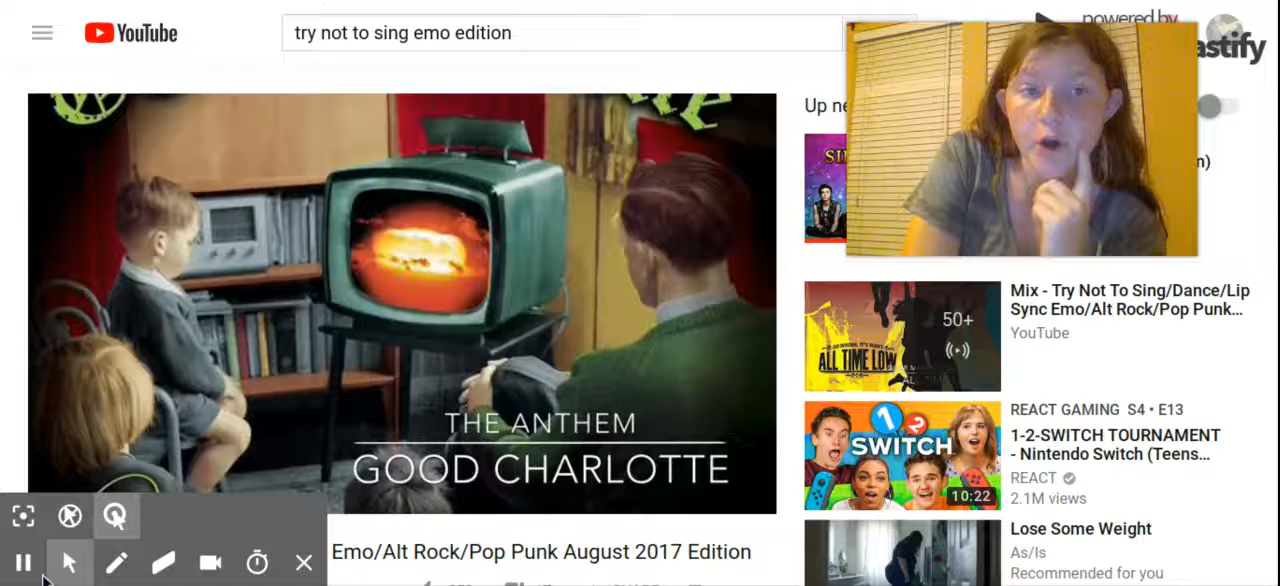 YouTube
try not to sing emo edition
powered by
astify
Up ne
THE ANTHEM
GOOD CHARLOTTE
Emo/Alt Rock/Pop Punk August 2017 Edition
n)
50+
ALL TIME LOW
Mix - Try Not To Sing/Dance/Lip
Sync Emo/Alt Rock/Pop Punk...
YouTube
1 2
SWITCH
10:22
REACT GAMING S4 • E13
1-2-SWITCH TOURNAMENT
- Nintendo Switch (Teens...
REACT
2.1M views
Lose Some Weight
As/Is
Recommended for you